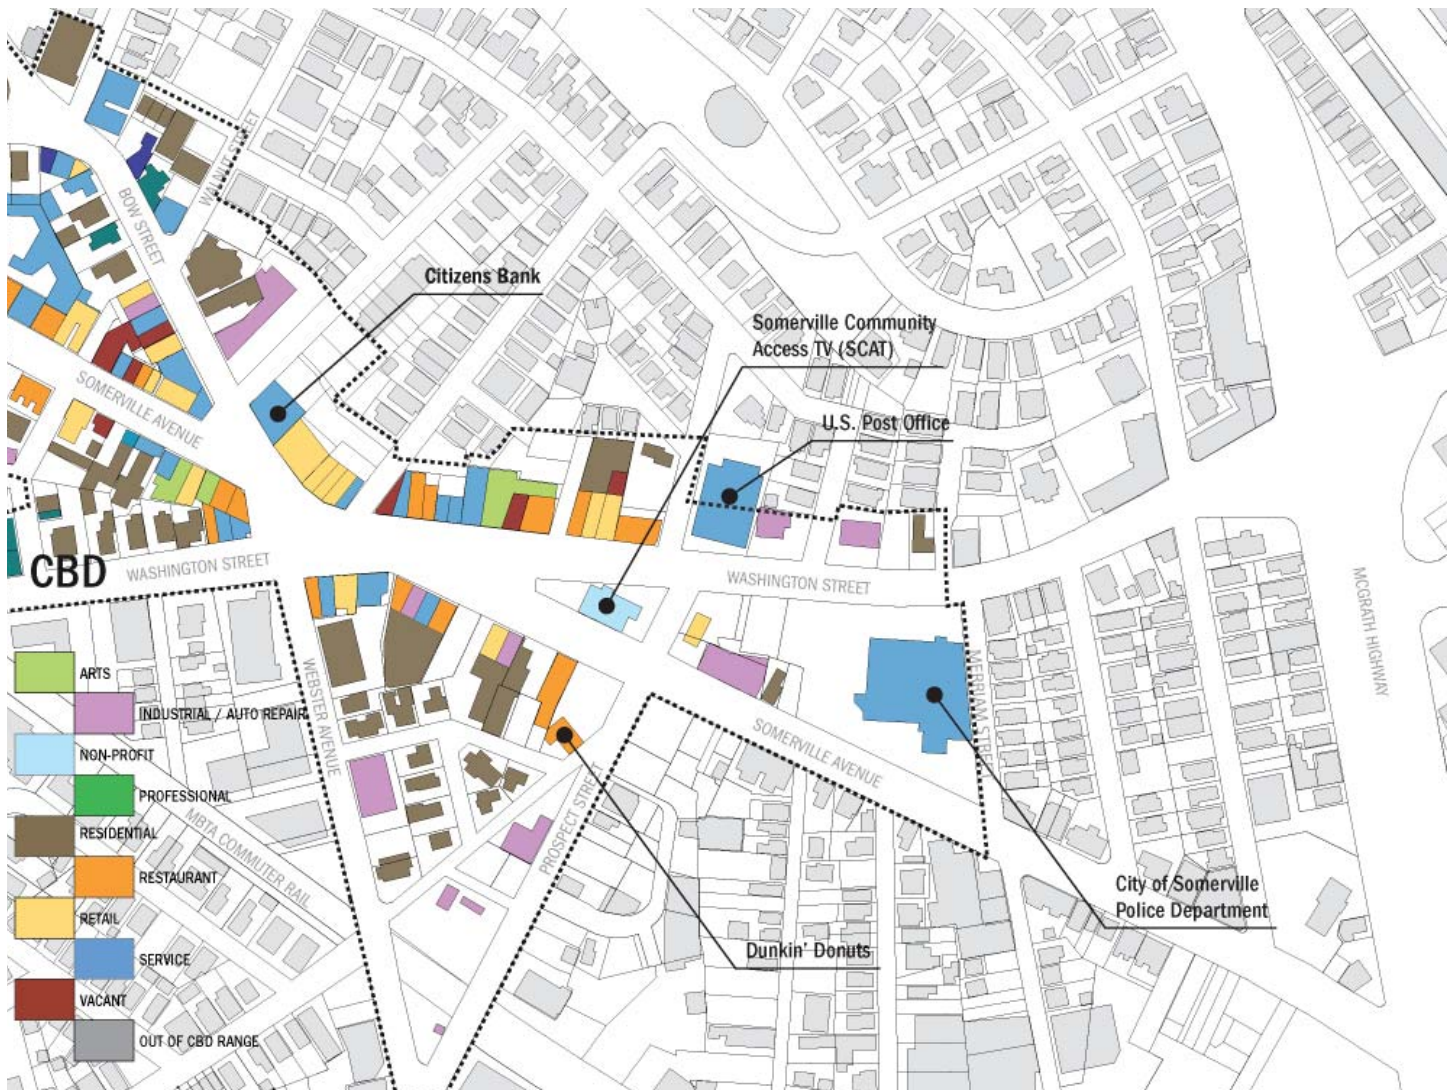 WALNUT STREET
BOW STREET
Citizens Bank
Somerville Community
Access TV (SCAT)
U.S. Post Office
SOMERVILLE AVENUE
CBD
WASHINGTON STREET
WASHINGTON STREET
MCGRATH HIGHWAY
MERRIAM STREET
WEBSTER AVENUE
SOMERVILLE AVENUE
PROSPECT STREET
MBTA COMMUTER RAIL
City of Somerville
Police Department
Dunkin' Donuts
ARTS
INDUSTRIAL / AUTO REPAIR
NON-PROFIT
PROFESSIONAL
RESIDENTIAL
RESTAURANT
RETAIL
SERVICE
VACANT
OUT OF CBD RANGE